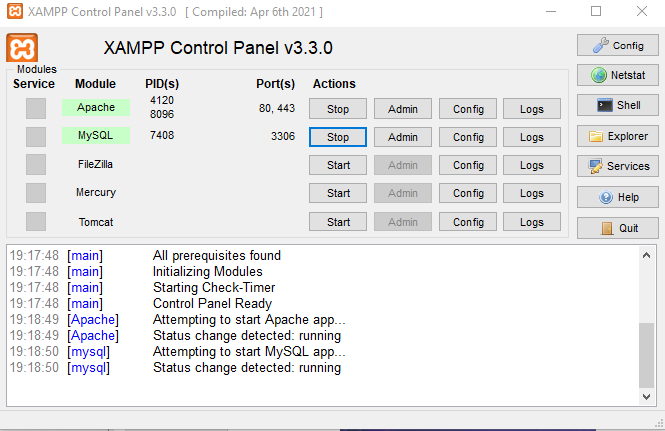 XAMPP Control Panel v3.3.0 [ Compiled: Apr 6th 2021 ]
XAMPP Control Panel v3.3.0
Config
Modules
Service Module PID(s) Port(s) Actions
Netstat
Apache 4120 8096 80, 443 Stop Admin Config Logs
Shell
MySQL 7408 3306 Stop Admin Config Logs
Explorer
FileZilla Start Admin Config Logs
Services
Mercury Start Admin Config Logs
Help
Tomcat Start Admin Config Logs
Quit
19:17:48 [main] All prerequisites found
19:17:48 [main] Initializing Modules
19:17:48 [main] Starting Check-Timer
19:17:48 [main] Control Panel Ready
19:18:49 [Apache] Attempting to start Apache app...
19:18:49 [Apache] Status change detected: running
19:18:50 [mysql] Attempting to start MySQL app...
19:18:50 [mysql] Status change detected: running